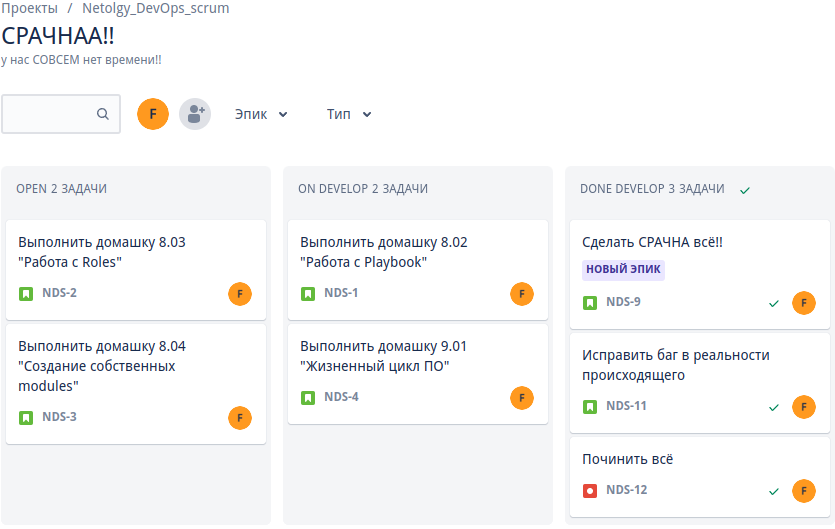 Проекты / Netolgy_DevOps_scrum
СРАЧНАА!!
у нас СОВСЕМ нет времени!!
F
Эпик
Тип
OPEN 2 ЗАДАЧИ
Выполнить домашку 8.03
"Работа с Roles"
NDS-2
F
Выполнить домашку 8.04
"Создание собственных
modules"
NDS-3
F
ON DEVELOP 2 ЗАДАЧИ
Выполнить домашку 8.02
"Работа с Playbook"
NDS-1
F
Выполнить домашку 9.01
"Жизненный цикл ПО"
NDS-4
F
DONE DEVELOP 3 ЗАДАЧИ
Сделать СРАЧНА всё!!
НОВЫЙ ЭПИК
NDS-9
F
Исправить баг в реальности
происходящего
NDS-11
F
Починить всё
NDS-12
F